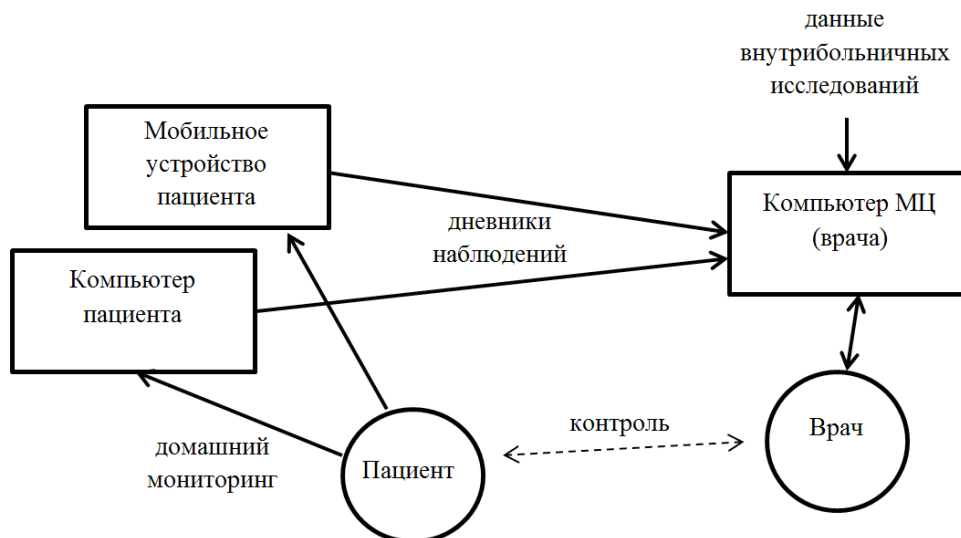 данные
внутрибольничных
исследований
Мобильное
устройство
пациента
Компьютер МЦ
(врача)
дневники
наблюдений
Компьютер
пациента
контроль
Врач
домашний
мониторинг
Пациент